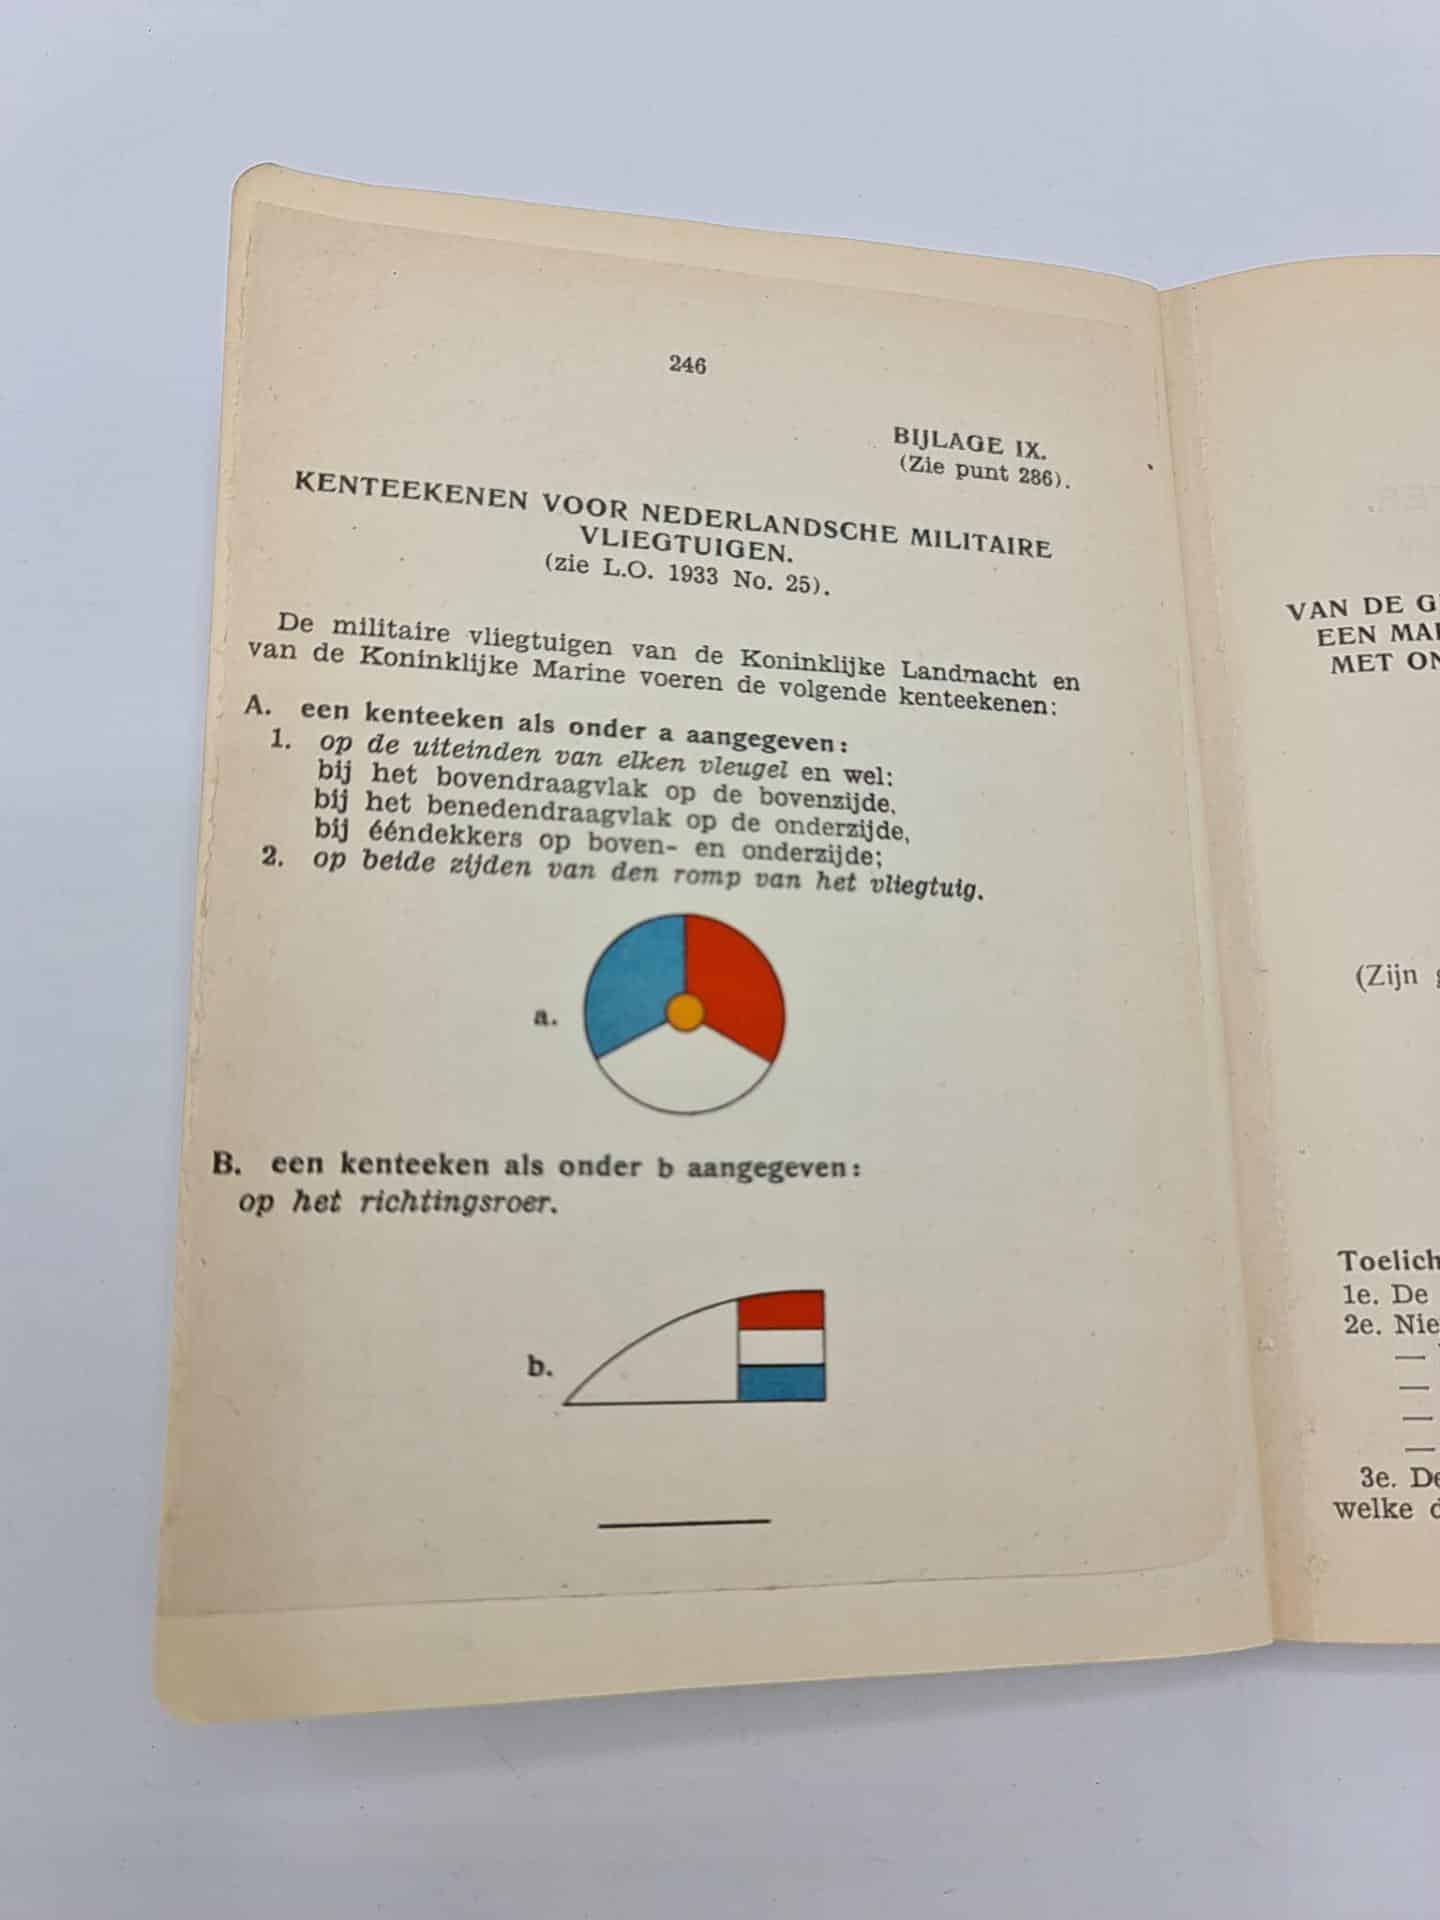 246
BIJLAGE IX.
(Zie punt 286).
KENTEEKENEN VOOR NEDERLANDSCHE MILITAIRE
VLIEGTUIGEN.
(zie L.O. 1933 No. 25).
De militaire vliegtuigen van de Koninklijke Landmacht en
van de Koninklijke Marine voeren de volgende kenteekenen:
A. een kenteeken als onder a aangegeven:
1. op de uiteinden van elken vleugel en wel:
bij het bovendraagvlak op de bovenzijde,
bij het benedendraagvlak op de onderzijde,
bij ééndekkers op boven- en onderzijde;
2. op beide zijden van den romp van het vliegtuig.
a.
B. een kenteeken als onder b aangegeven:
op het richtingsroer.
b.
VAN DE G
EEN MA
MET ON
(Zijn g
Toelich
1e. De
2e. Nie
—
—
—
—
3e. De
welke d